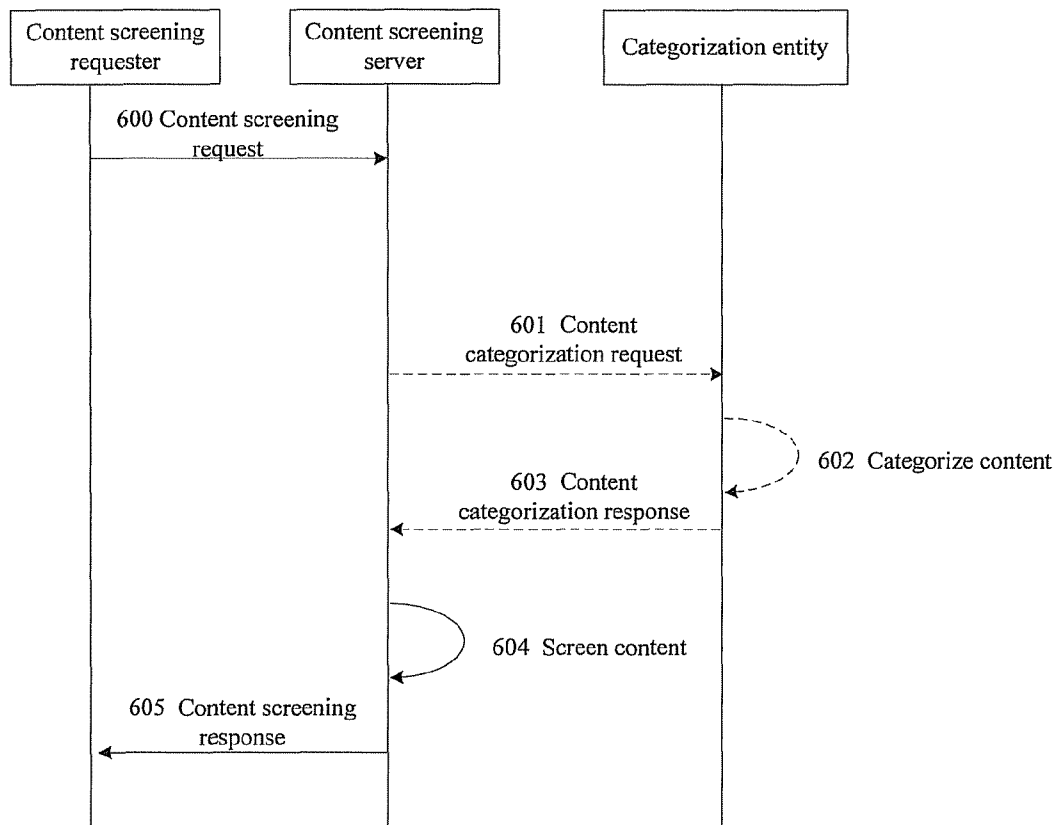 Content screening
requester
Content screening
server
Categorization entity
600 Content screening
request
601 Content
categorization request
602 Categorize content
603 Content
categorization response
604 Screen content
605 Content screening
response